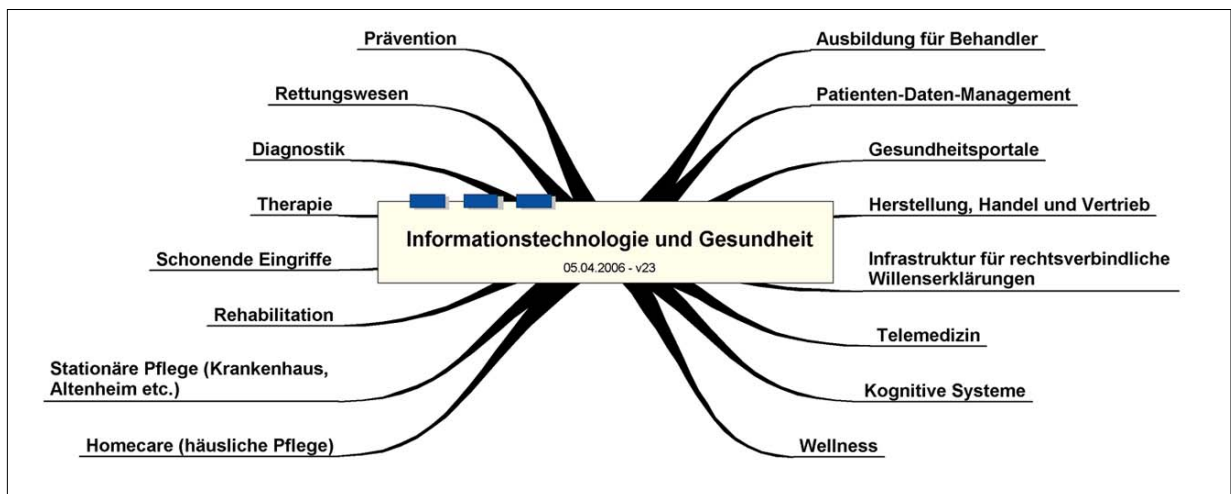 Prävention
Rettungswesen
Diagnostik
Therapie
Schonende Eingriffe
Rehabilitation
Stationäre Pflege (Krankenhaus,
Altenheim etc.)
Homecare (häusliche Pflege)
Informationstechnologie und Gesundheit
05.04.2006 - v23
Ausbildung für Behandler
Patienten-Daten-Management
Gesundheitsportale
Herstellung, Handel und Vertrieb
Infrastruktur für rechtsverbindliche
Willenserklärungen
Telemedizin
Kognitive Systeme
Wellness